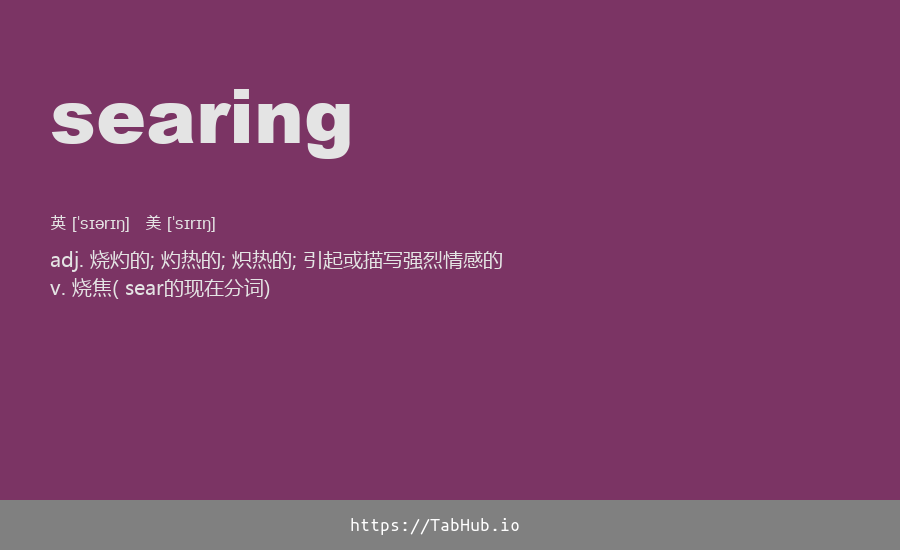 searing
英 [ˈsɪərɪŋ] 美 [ˈsɪrɪŋ]
adj. 烧灼的; 灼热的; 炽热的; 引起或描写强烈情感的
v. 烧焦( sear的现在分词)
https://TabHub.io